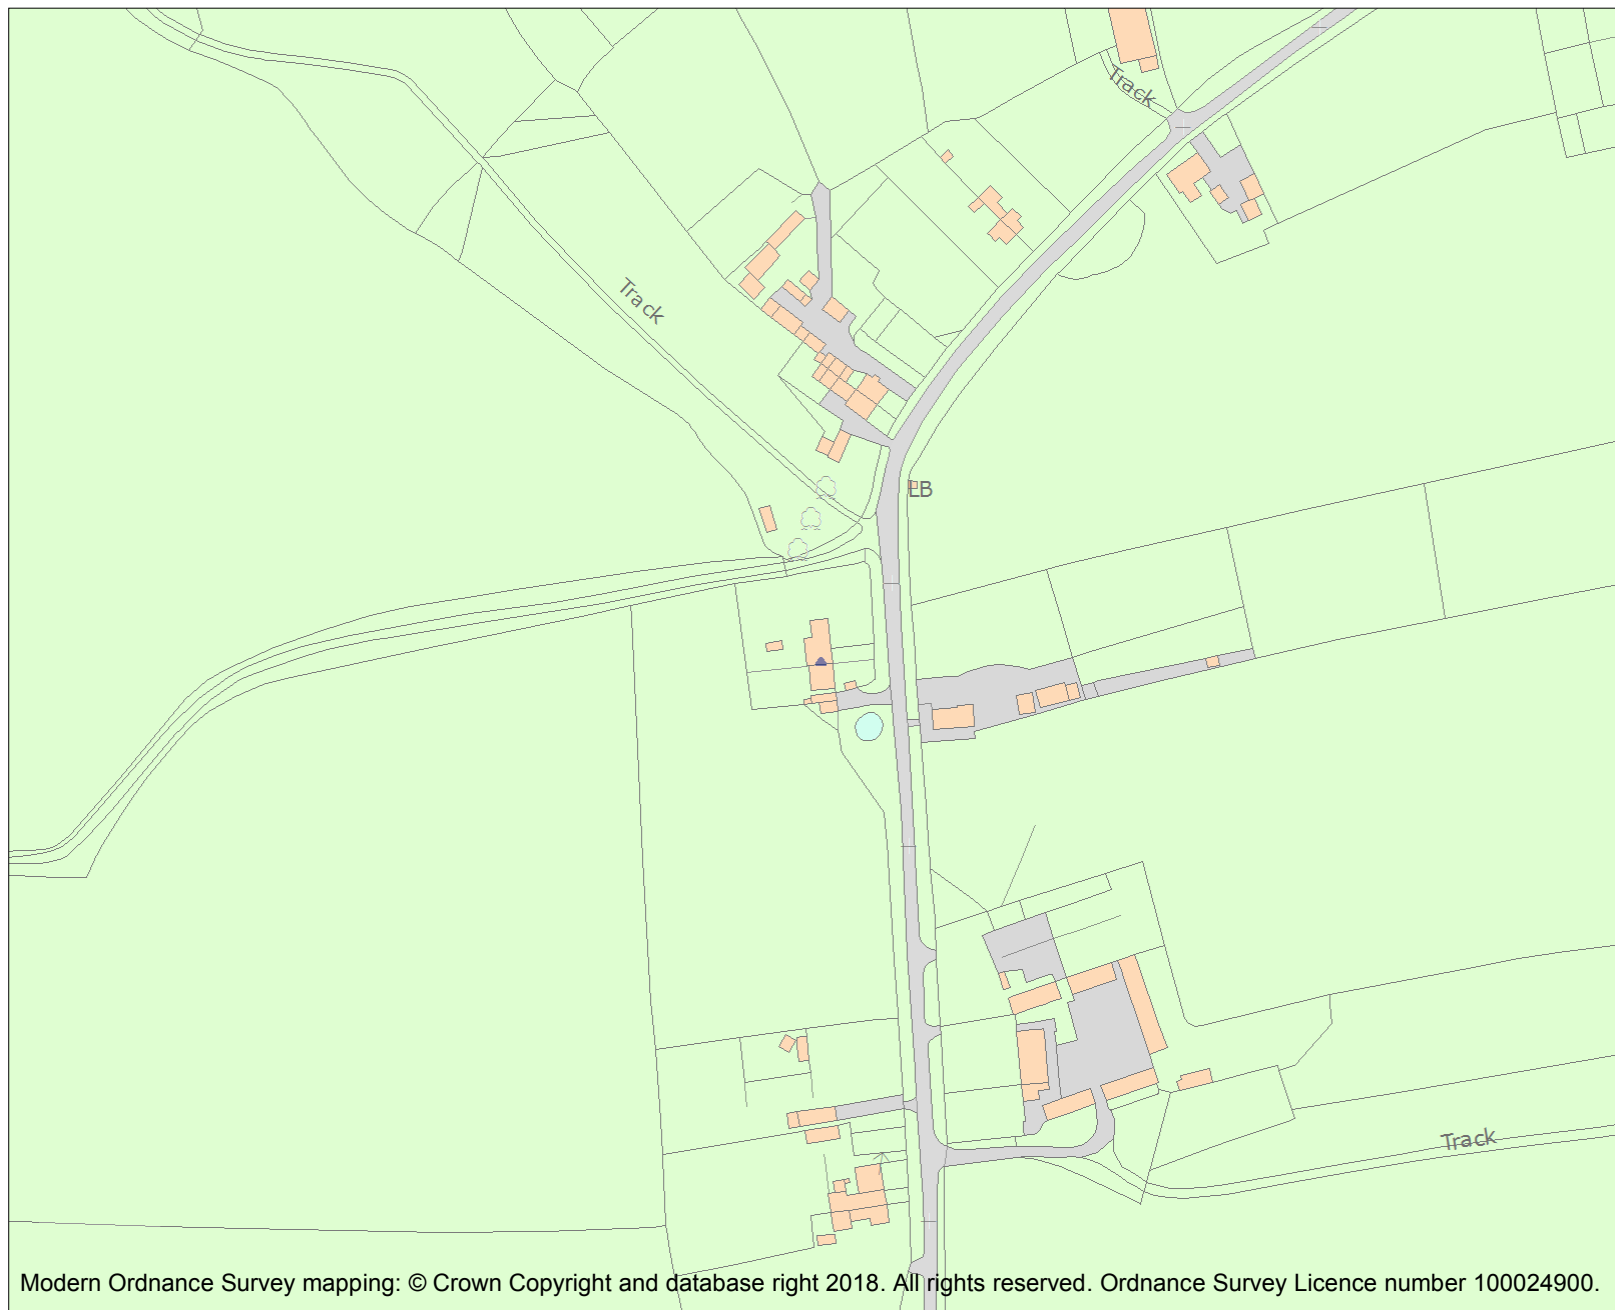 Track
Track
LB
Track
Modern Ordnance Survey mapping: © Crown Copyright and database right 2018. All rights reserved. Ordnance Survey Licence number 100024900.